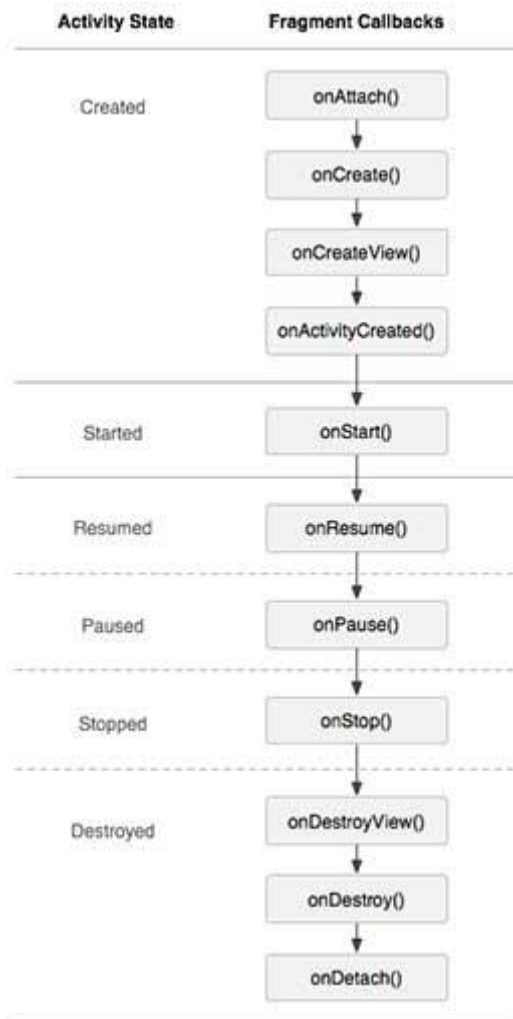 Activity State Fragment Callbacks
Created
onAttach()
onCreate()
onCreateView()
onActivityCreated()
Started
onStart()
Resumed
onResume()
Paused
onPause()
Stopped
onStop()
Destroyed
onDestroyView()
onDestroy()
onDetach()